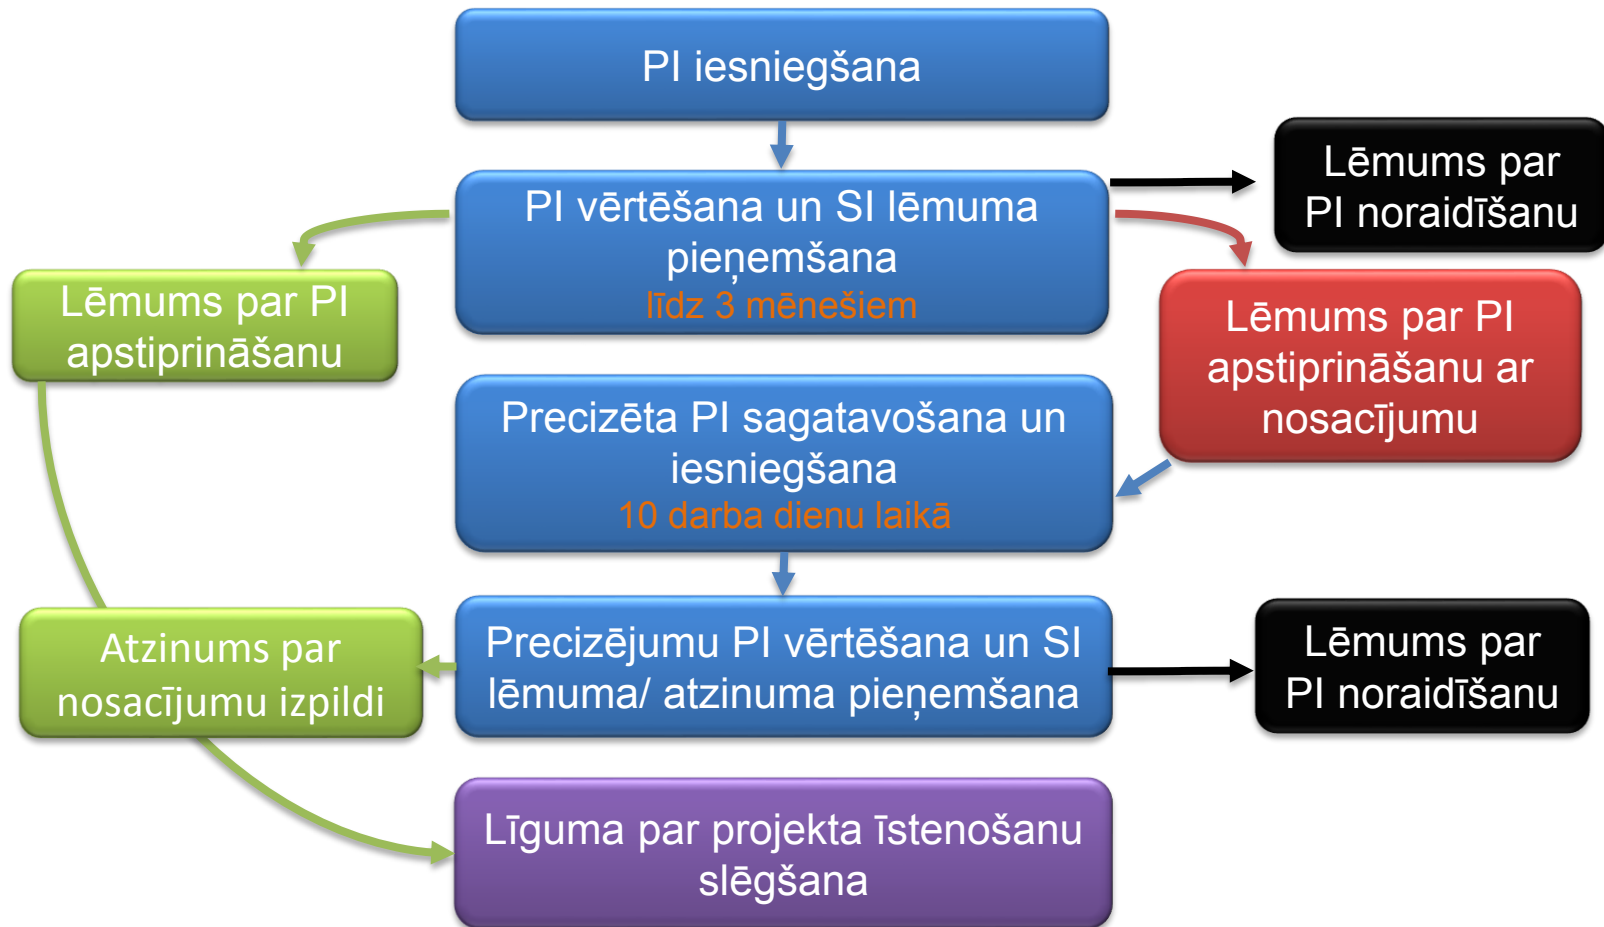 PI iesniegšana
PI vērtēšana un SI lēmuma
pieņemšana
līdz 3 mēnešiem
Lēmums par
PI noraidīšanu
Lēmums par PI
apstiprināšanu
Lēmums par PI
apstiprināšanu ar
nosacījumu
Precizēta PI sagatavošana un
iesniegšana
10 darba dienu laikā
Atzinums par
nosacījumu izpildi
Precizējumu PI vērtēšana un SI
lēmuma/ atzinuma pieņemšana
Lēmums par
PI noraidīšanu
Līguma par projekta īstenošanu
slēgšana